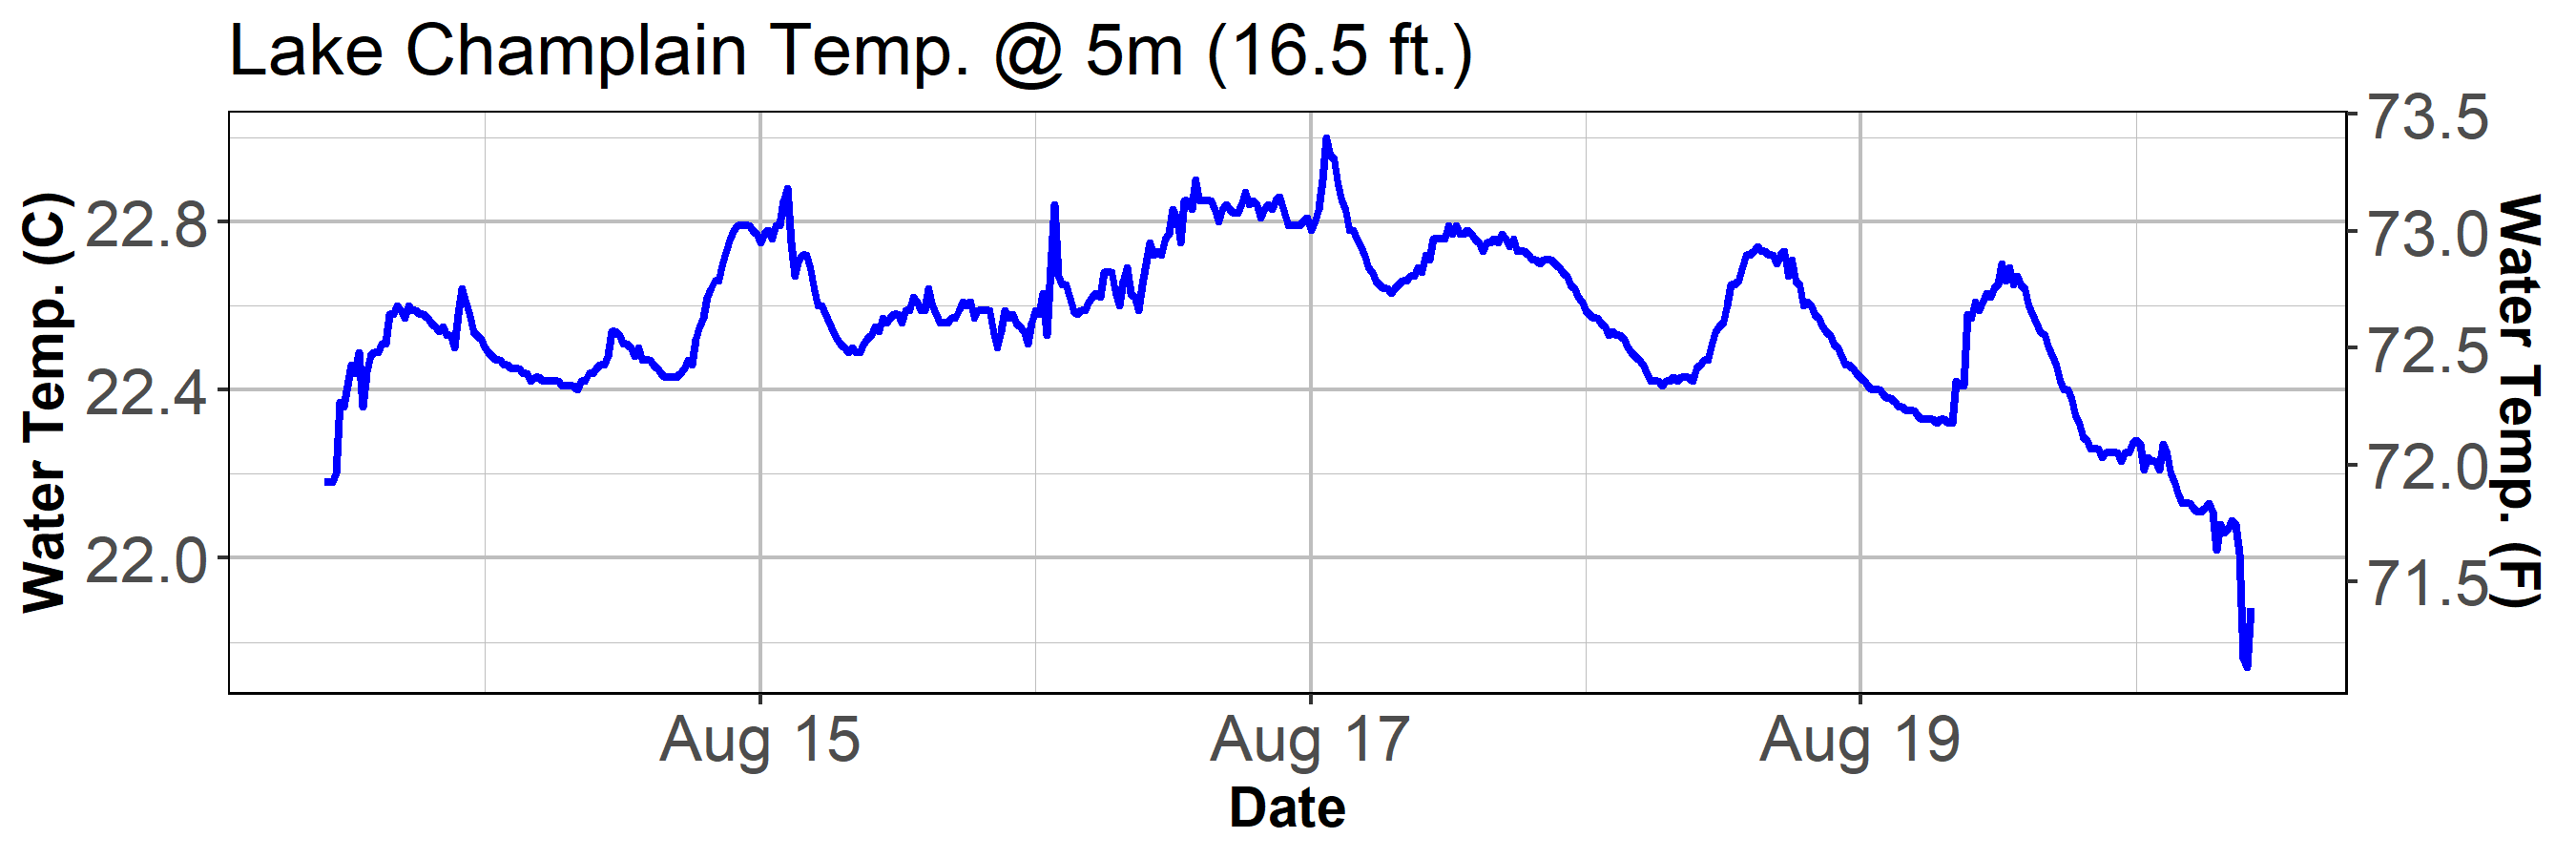 Lake Champlain Temp. @ 5m (16.5 ft.)
Water Temp. (C)
22.8
22.4
22.0
73.5
73.0
72.5
72.0
71.5
Water Temp. (F)
Aug 15
Aug 17
Aug 19
Date